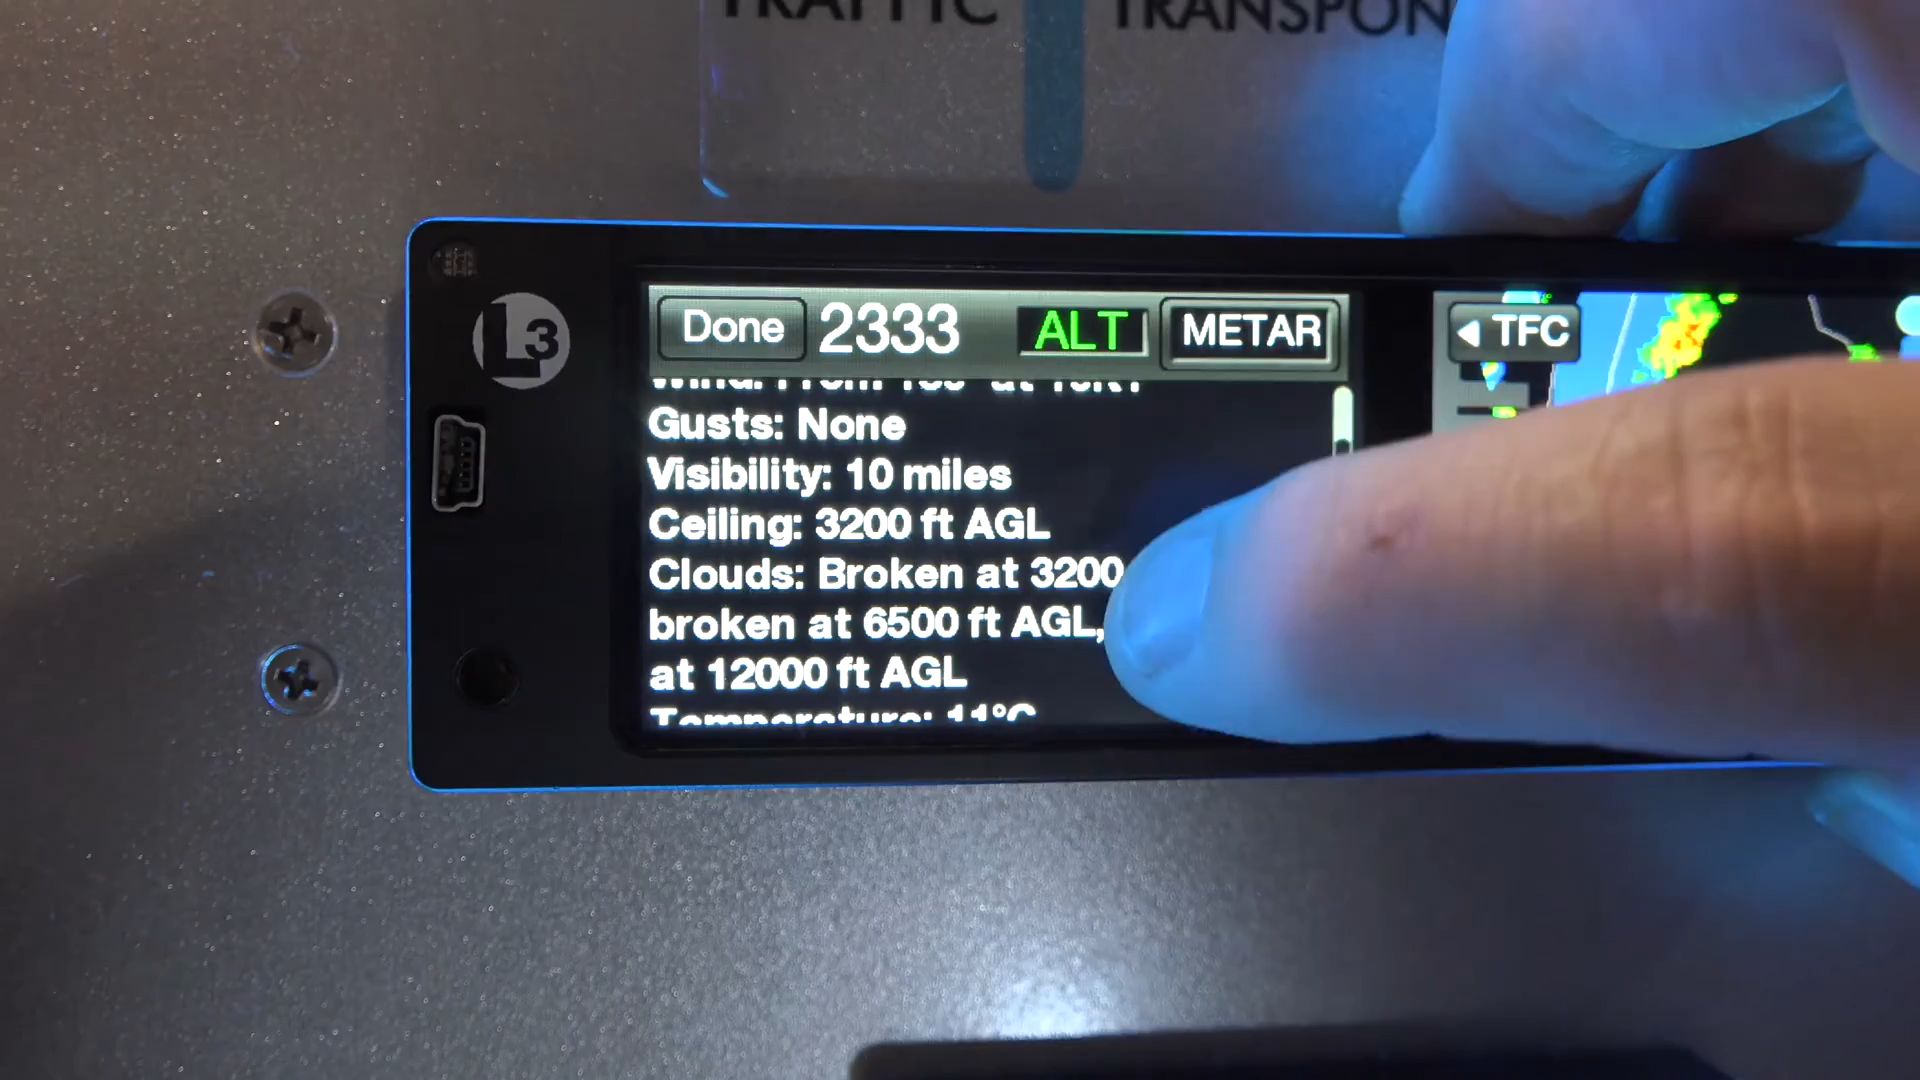 TRAFFIC
L3
Done 2333 ALT METAR
TFC
Gusts: None
Visibility: 10 miles
Ceiling: 3200 ft AGL
Clouds: Broken at 3200
broken at 6500 ft AGL,
at 12000 ft AGL
Temperature: 11°C